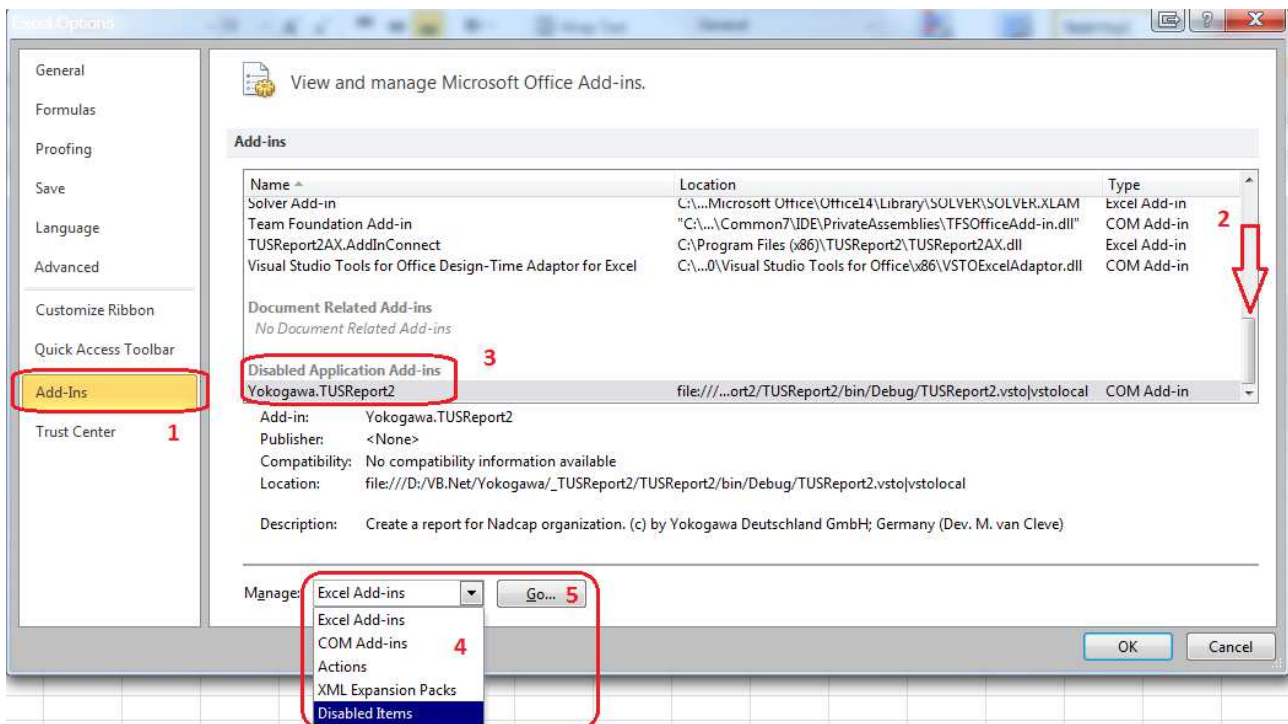 Excel Options
General
Formulas
Proofing
Save
Language
Advanced
Customize Ribbon
Quick Access Toolbar
Add-Ins
1
Trust Center
View and manage Microsoft Office Add-ins.
Add-ins
Name Location Type
Solver Add-in C:\...Microsoft Office\Office14\Library\SOLVER\SOLVER.XLAM Excel Add-in
Team Foundation Add-in "C:\...\Common7\IDE\PrivateAssemblies\TFSOfficeAdd-in.dll" COM Add-in
2
TUSReport2AX.AddInConnect C:\Program Files (x86)\TUSReport2\TUSReport2AX.dll Excel Add-in
Visual Studio Tools for Office Design-Time Adaptor for Excel C:\...0\Visual Studio Tools for Office\x86\VSTOExcelAdaptor.dll COM Add-in
Document Related Add-ins
No Document Related Add-ins
3
Disabled Application Add-ins
Yokogawa.TUSReport2 file:///...ort2/TUSReport2/bin/Debug/TUSReport2.vsto|vstolocal COM Add-in
Add-in: Yokogawa.TUSReport2
Publisher: <None>
Compatibility: No compatibility information available
Location: file:///D:/VB.Net/Yokogawa/_TUSReport2/TUSReport2/bin/Debug/TUSReport2.vsto|vstolocal
Description: Create a report for Nadcap organization. (c) by Yokogawa Deutschland GmbH; Germany (Dev. M. van Cleve)
Manage: Excel Add-ins Go... 5
Excel Add-ins
COM Add-ins 4
Actions
XML Expansion Packs
Disabled Items
OK Cancel